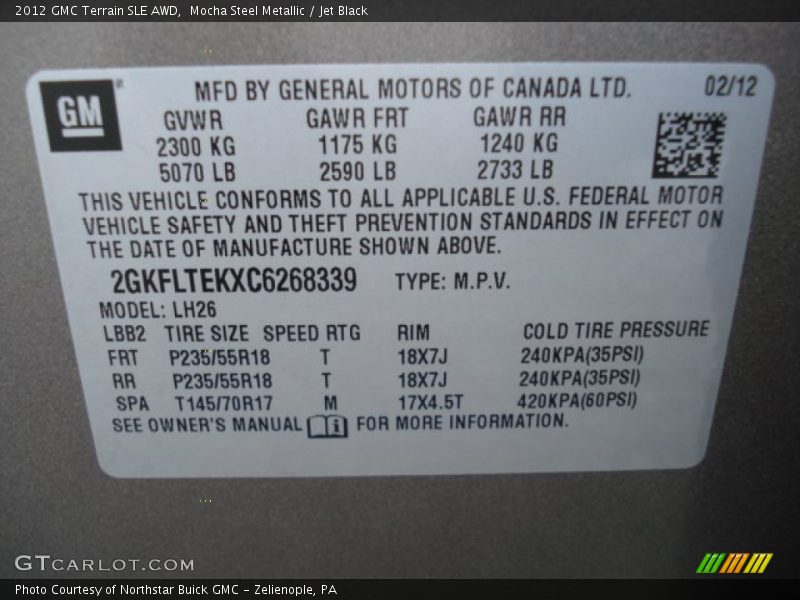 2012 GMC Terrain SLE AWD, Mocha Steel Metallic / Jet Black
GM
MFD BY GENERAL MOTORS OF CANADA LTD. 02/12
GVWR GAWR FRT GAWR RR
2300 KG 1175 KG 1240 KG
5070 LB 2590 LB 2733 LB
THIS VEHICLE CONFORMS TO ALL APPLICABLE U.S. FEDERAL MOTOR
VEHICLE SAFETY AND THEFT PREVENTION STANDARDS IN EFFECT ON
THE DATE OF MANUFACTURE SHOWN ABOVE.
2GKFLTEKXC6268339 TYPE: M.P.V.
MODEL: LH26
LBB2 TIRE SIZE SPEED RTG RIM COLD TIRE PRESSURE
FRT P235/55R18 T 18X7J 240KPA(35PSI)
RR P235/55R18 T 18X7J 240KPA(35PSI)
SPA T145/70R17 M 17X4.5T 420KPA(60PSI)
SEE OWNER'S MANUAL i FOR MORE INFORMATION.
GTCARLOT.COM
Photo Courtesy of Northstar Buick GMC - Zelienople, PA